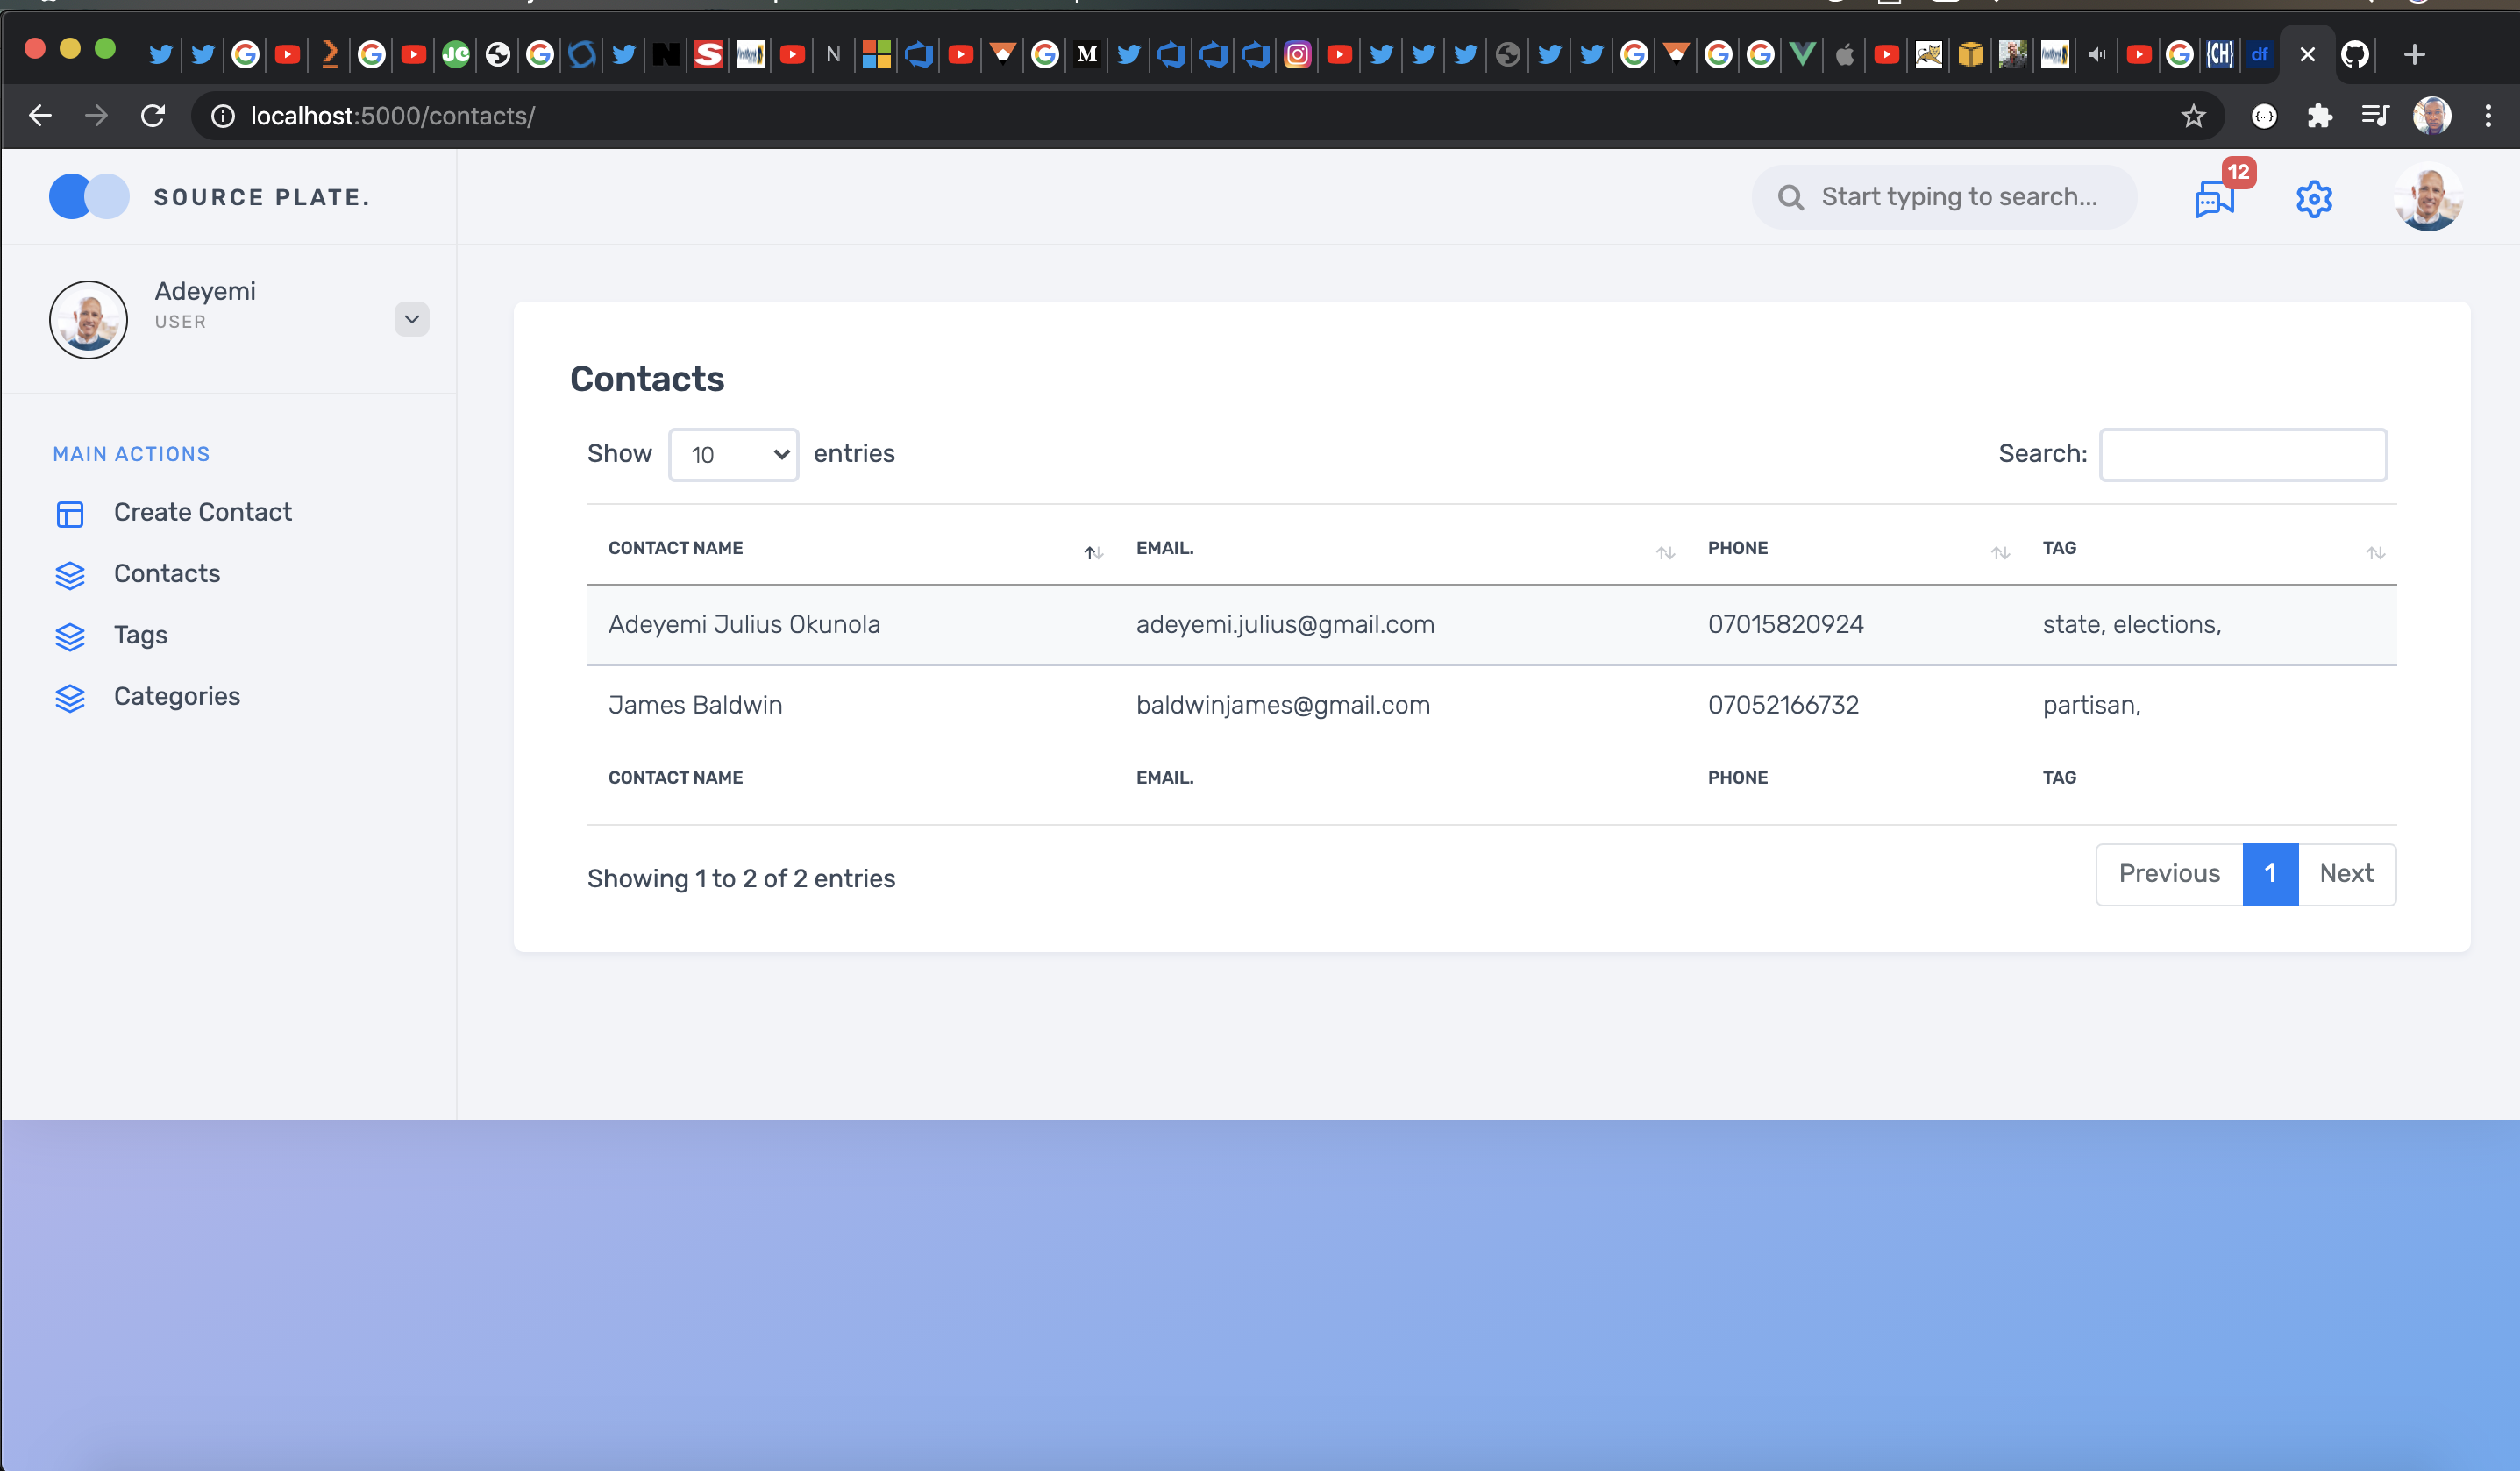 localhost:5000/contacts/
SOURCE PLATE.
Start typing to search...
12
Adeyemi
USER
MAIN ACTIONS
Create Contact
Contacts
Tags
Categories
Contacts
Show 10 entries
Search:
CONTACT NAME EMAIL. PHONE TAG
Adeyemi Julius Okunola adeyemi.julius@gmail.com 07015820924 state, elections,
James Baldwin baldwinjames@gmail.com 07052166732 partisan,
CONTACT NAME EMAIL. PHONE TAG
Showing 1 to 2 of 2 entries
Previous 1 Next